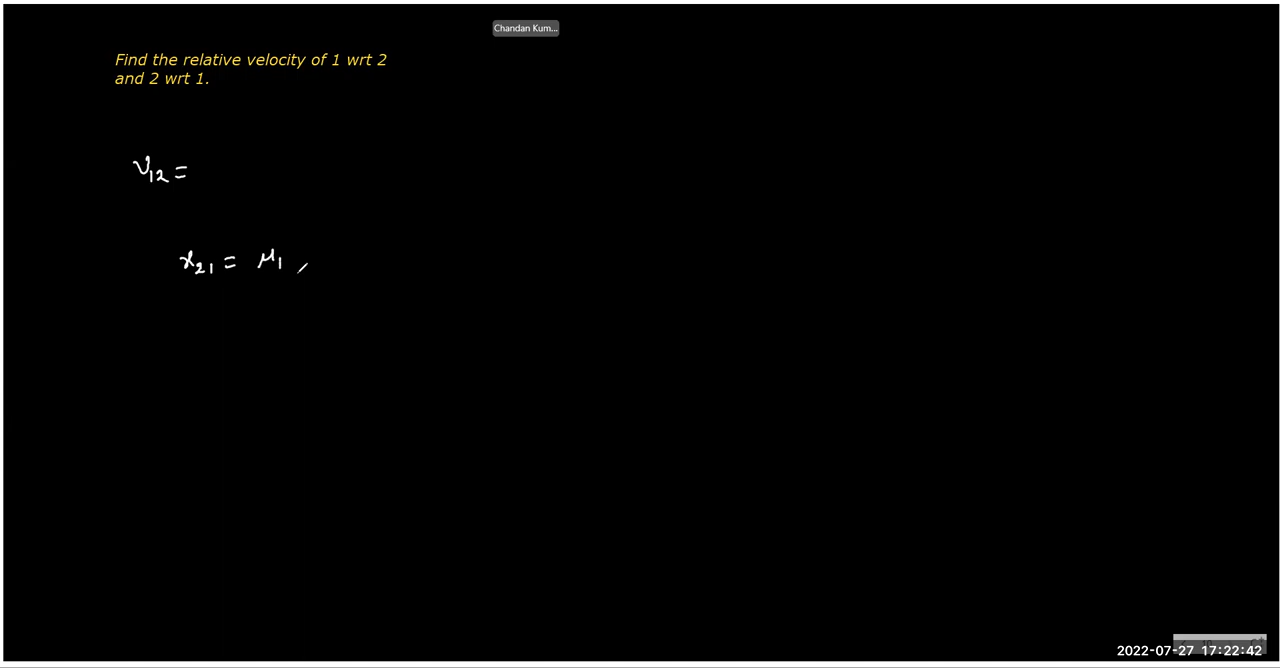 Chandan Kum...
Find the relative velocity of 1 wrt 2
and 2 wrt 1.
V₁₂ =
x₂₁ = μ₁
2022-07-27 17:22:42